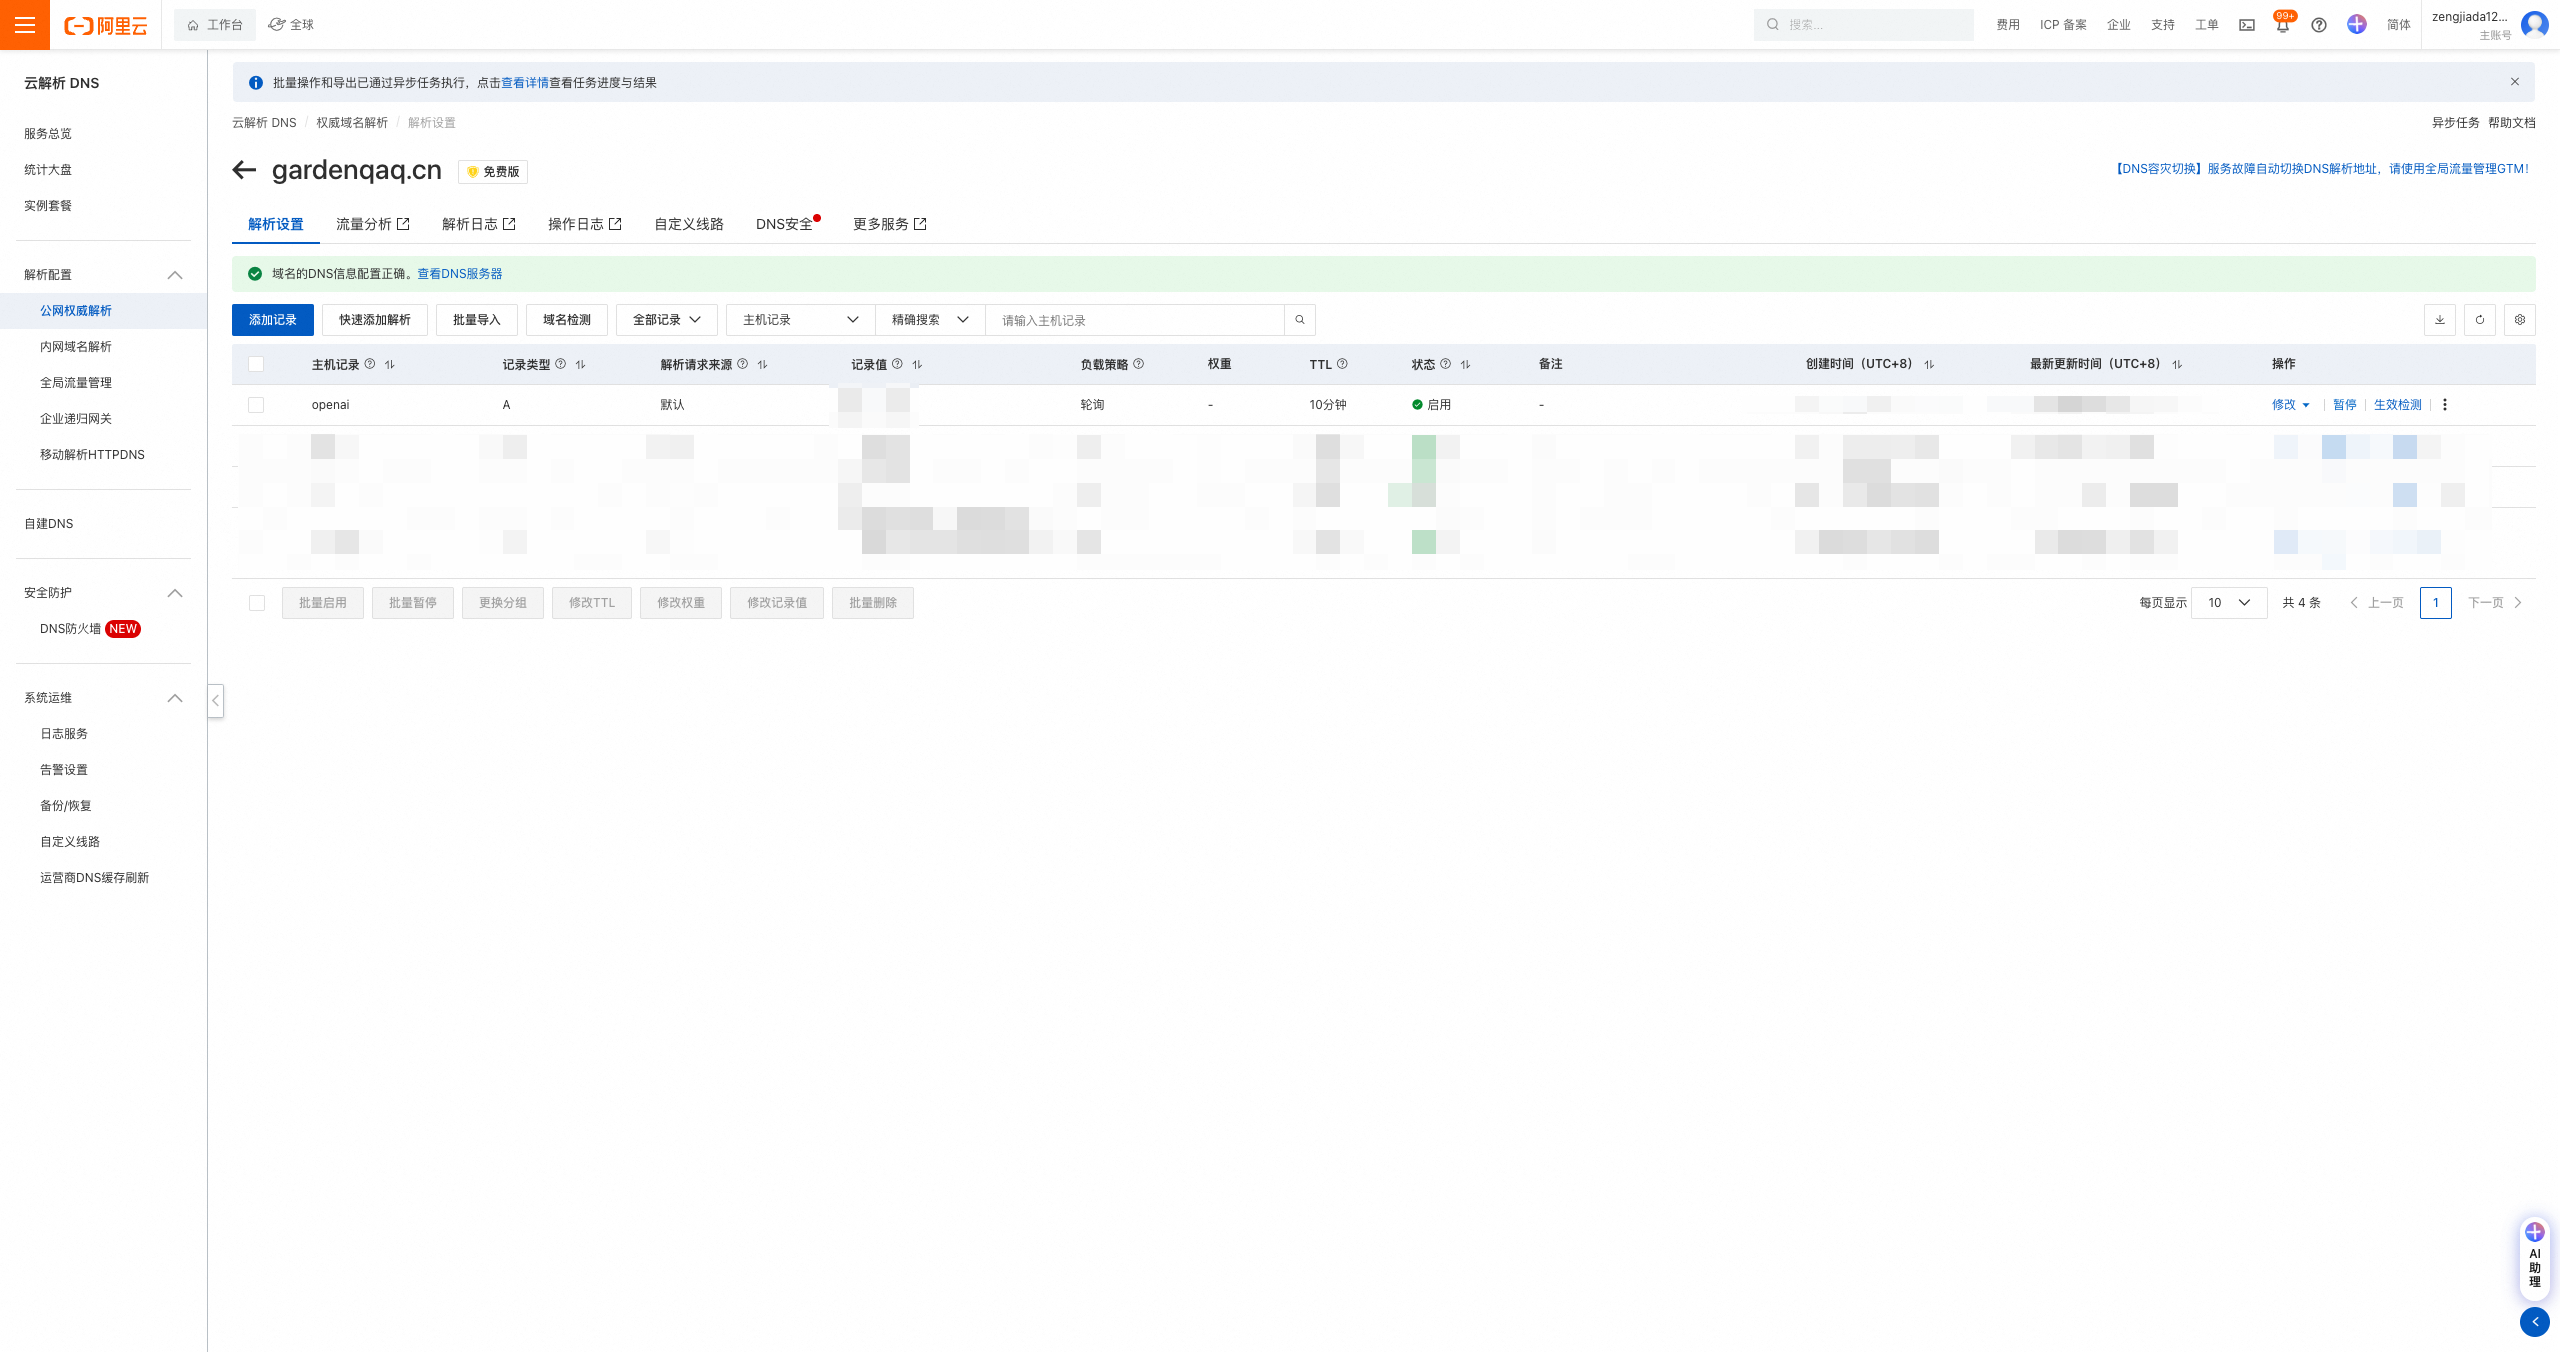 阿里云
工作台
全球
搜索...
费用
ICP 备案
企业
支持
工单
99+
简体
zengjiada12...
主账号
云解析 DNS
服务总览
统计大盘
实例套餐
解析配置
公网权威解析
内网域名解析
全局流量管理
企业递归网关
移动解析HTTPDNS
自建DNS
安全防护
DNS防火墙 NEW
系统运维
日志服务
告警设置
备份/恢复
自定义线路
运营商DNS缓存刷新
批量操作和导出已通过异步任务执行，点击查看详情查看任务进度与结果
云解析 DNS / 权威域名解析 / 解析设置
异步任务 帮助文档
gardenqaq.cn 免费版
【DNS容灾切换】服务故障自动切换DNS解析地址，请使用全局流量管理GTM！
解析设置 流量分析 解析日志 操作日志 自定义线路 DNS安全 更多服务
域名的DNS信息配置正确。查看DNS服务器
添加记录 快速添加解析 批量导入 域名检测 全部记录 主机记录 精确搜索 请输入主机记录
主机记录 记录类型 解析请求来源 记录值 负载策略 权重 TTL 状态 备注 创建时间（UTC+8） 最新更新时间（UTC+8） 操作
openai A 默认 轮询 - 10分钟 启用 - 修改 暂停 生效检测
批量启用 批量暂停 更换分组 修改TTL 修改权重 修改记录值 批量删除
每页显示 10 共 4 条 上一页 1 下一页
AI
助
理